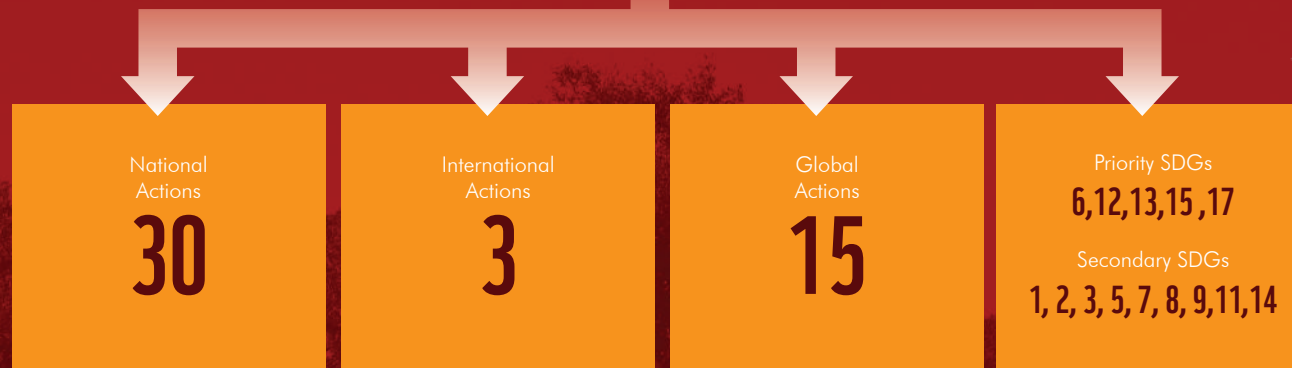 National
Actions
30
International
Actions
3
Global
Actions
15
Priority SDGs
6,12,13,15 ,17
Secondary SDGs
1, 2, 3, 5, 7, 8, 9,11,14